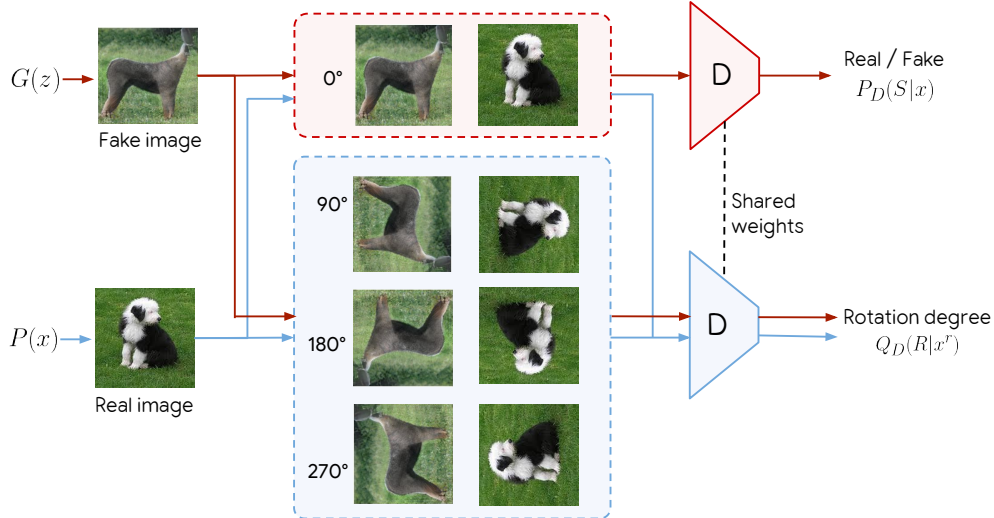 G(z)
Fake image
0°
D
Real / Fake
P_D(S|x)
90°
Shared
weights
P(x)
Real image
180°
D
Rotation degree
Q_D(R|x^r)
270°